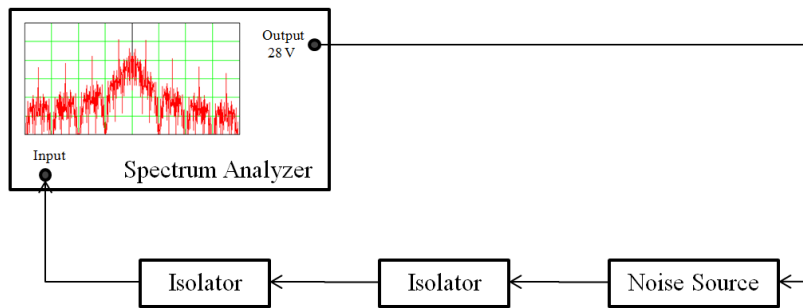 Output
28 V
Input
Spectrum Analyzer
Isolator
Isolator
Noise Source